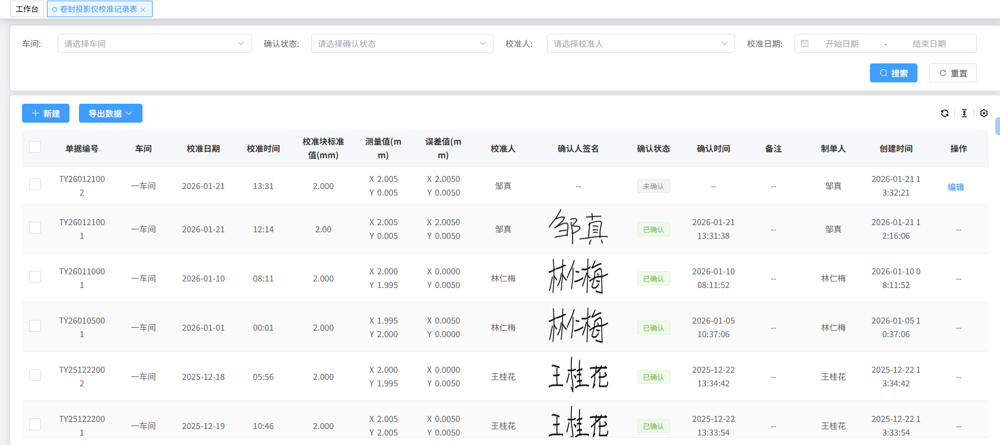 工作台
卷封投影仪校准记录表
车间: 请选择车间 确认状态: 请选择确认状态 校准人: 请选择校准人 校准日期: 开始日期 - 结束日期
搜索 重置
新建 导出数据
单据编号 车间 校准日期 校准时间 校准块标准值(mm) 测量值(mm) 误差值(mm) 校准人 确认人签名 确认状态 确认时间 备注 制单人 创建时间 操作
TY260121002 一车间 2026-01-21 13:31 2.000 X 2.005 Y 0.005 X 2.0050 Y 0.0050 邹真 -- 未确认 -- -- 邹真 2026-01-21 13:32:21 编辑
TY260121001 一车间 2026-01-21 12:14 2.00 X 2.005 Y 0.005 X 2.0050 Y 0.0050 邹真 邹真 已确认 2026-01-21 13:31:38 -- 邹真 2026-01-21 12:16:06 --
TY260110001 一车间 2026-01-10 08:11 2.000 X 2.000 Y 1.995 X 0.0000 Y 0.0050 林仁梅 林仁梅 已确认 2026-01-10 08:11:52 -- 林仁梅 2026-01-10 08:11:52 --
TY260105001 一车间 2026-01-01 00:01 2.000 X 1.995 Y 2.000 X 0.0050 Y 0.0000 林仁梅 林仁梅 已确认 2026-01-05 10:37:06 -- 林仁梅 2026-01-05 10:37:06 --
TY251222002 一车间 2025-12-18 05:56 2.000 X 2.000 Y 1.995 X 0.0000 Y 0.0050 王桂花 王桂花 已确认 2025-12-22 13:34:42 -- 王桂花 2025-12-22 13:34:42 --
TY251222001 一车间 2025-12-19 10:46 2.000 X 2.005 Y 2.005 X 0.0050 Y 0.0050 王桂花 王桂花 已确认 2025-12-22 13:33:54 -- 王桂花 2025-12-22 13:33:54 --